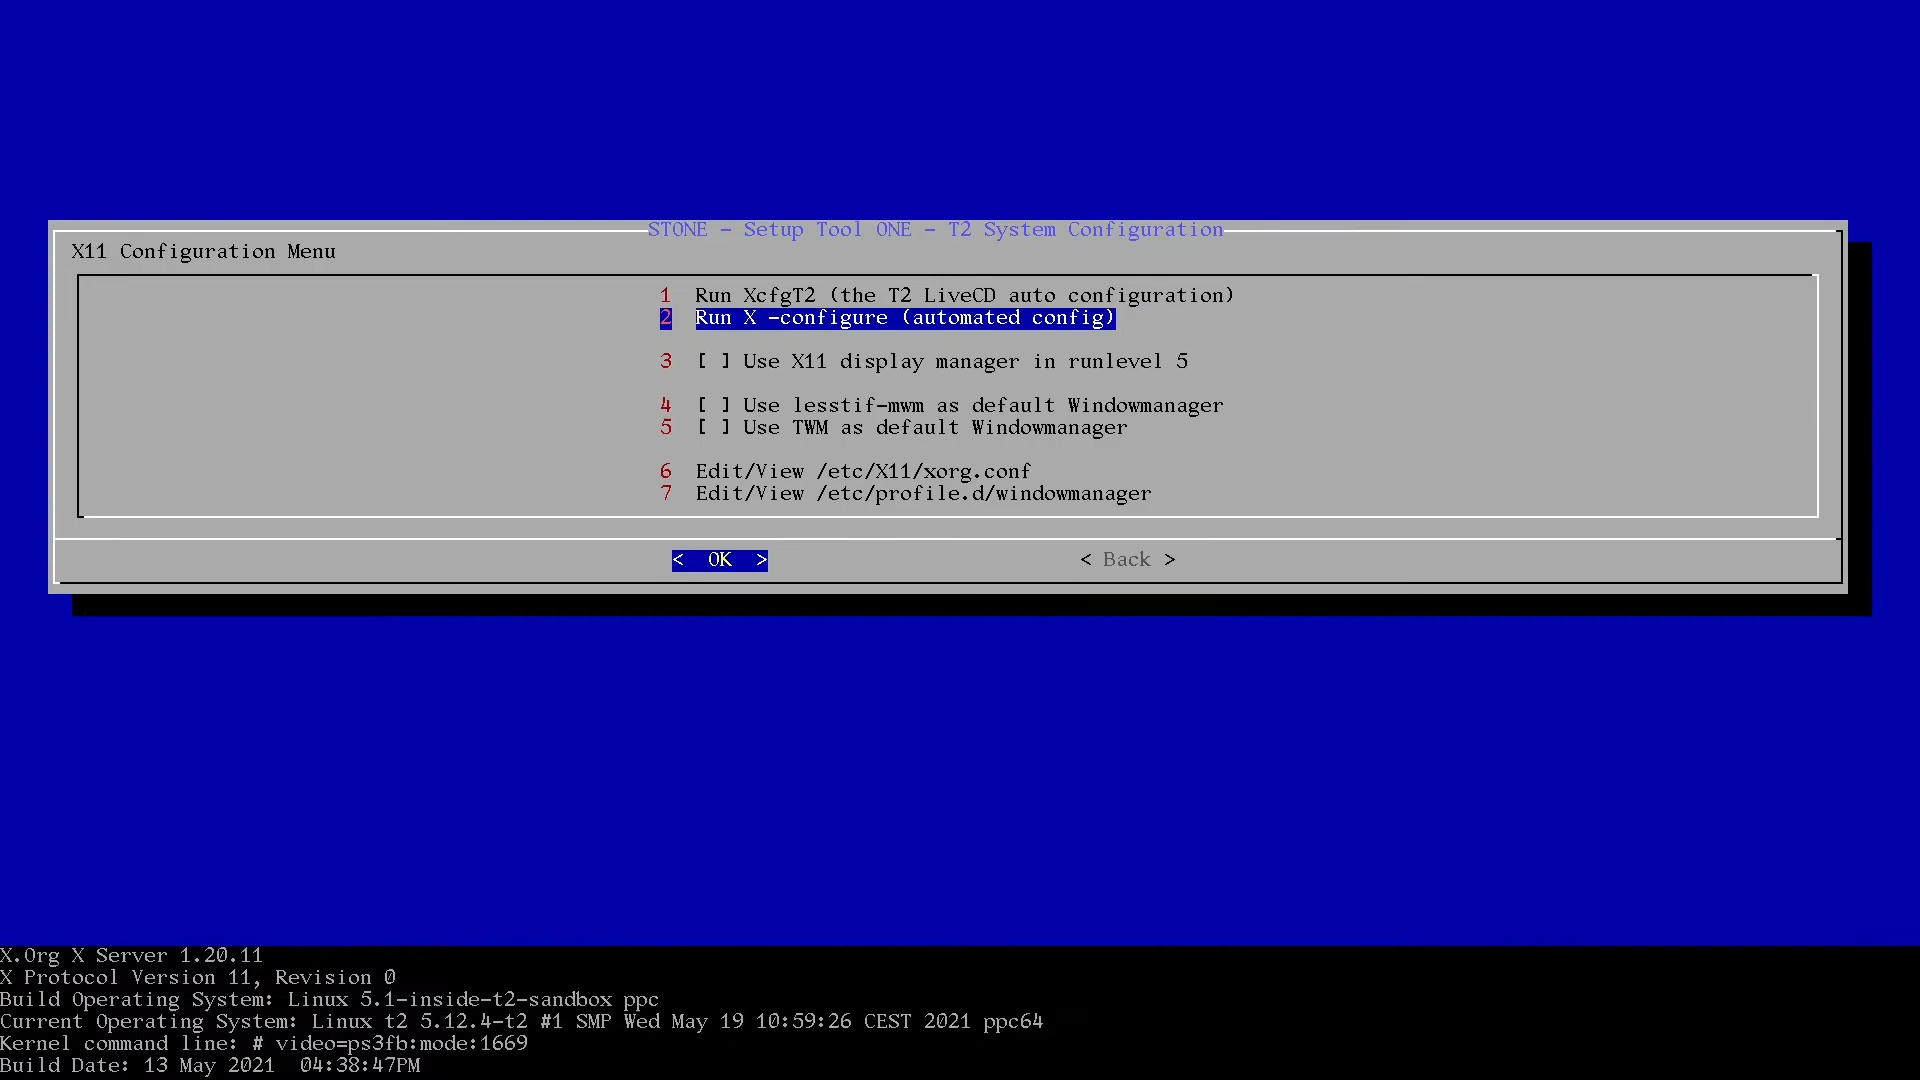 STONE - Setup Tool ONE - T2 System Configuration
X11 Configuration Menu
1 Run XcfgT2 (the T2 LiveCD auto configuration)
2 Run X -configure (automated config)
3 [ ] Use X11 display manager in runlevel 5
4 [ ] Use lesstif-mwm as default Windowmanager
5 [ ] Use TWM as default Windowmanager
6 Edit/View /etc/X11/xorg.conf
7 Edit/View /etc/profile.d/windowmanager
< OK > < Back >
X.Org X Server 1.20.11
X Protocol Version 11, Revision 0
Build Operating System: Linux 5.1-inside-t2-sandbox ppc
Current Operating System: Linux t2 5.12.4-t2 #1 SMP Wed May 19 10:59:26 CEST 2021 ppc64
Kernel command line: # video=ps3fb:mode:1669
Build Date: 13 May 2021  04:38:47PM